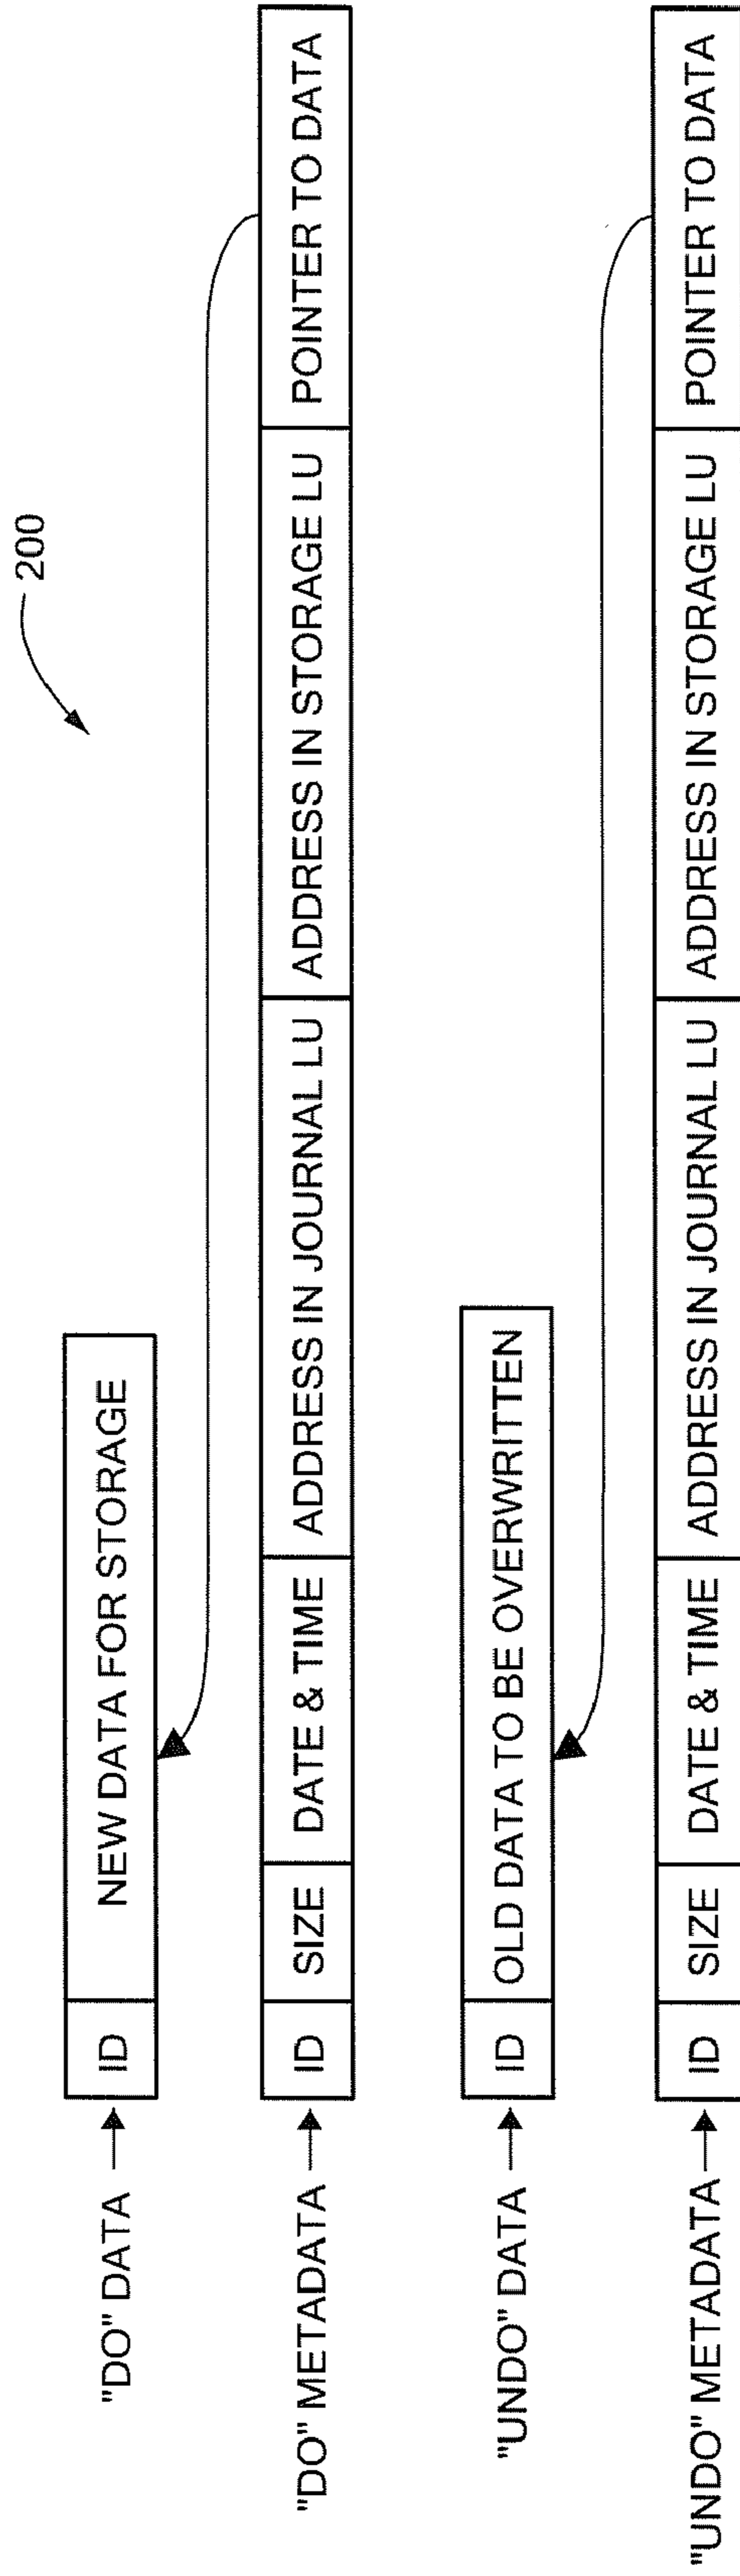 200
"DO" DATA → ID NEW DATA FOR STORAGE
"DO" METADATA → ID SIZE DATE & TIME ADDRESS IN JOURNAL LU ADDRESS IN STORAGE LU POINTER TO DATA
"UNDO" DATA → ID OLD DATA TO BE OVERWRITTEN
"UNDO" METADATA → ID SIZE DATE & TIME ADDRESS IN JOURNAL LU ADDRESS IN STORAGE LU POINTER TO DATA